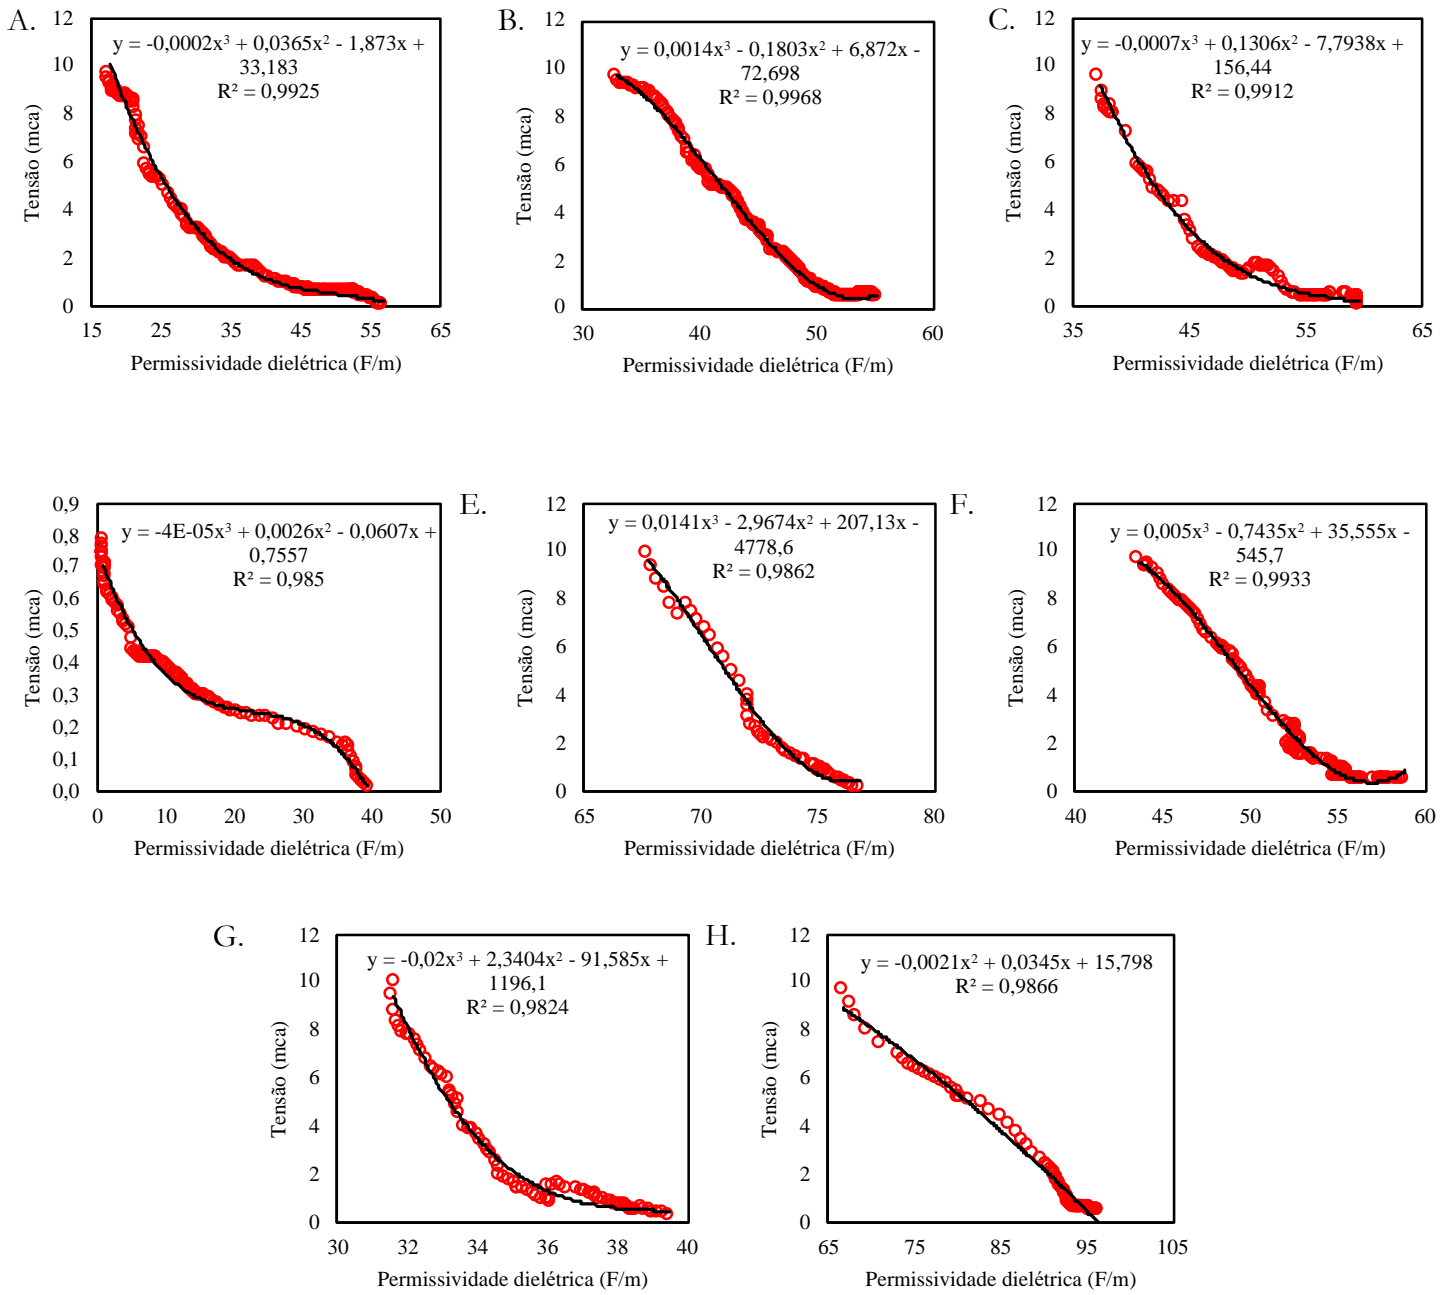 A.
y = -0,0002x³ + 0,0365x² - 1,873x +
33,183
R² = 0,9925
12
10
8
6
4
2
0
Tensão (mca)
15 25 35 45 55 65
Permissividade dielétrica (F/m)
B.
y = 0,0014x³ - 0,1803x² + 6,872x -
72,698
R² = 0,9968
12
10
8
6
4
2
0
Tensão (mca)
30 40 50 60
Permissividade dielétrica (F/m)
C.
y = -0,0007x³ + 0,1306x² - 7,7938x +
156,44
R² = 0,9912
12
10
8
6
4
2
0
Tensão (mca)
35 45 55 65
Permissividade dielétrica (F/m)
y = -4E-05x³ + 0,0026x² - 0,0607x +
0,7557
R² = 0,985
0,9
0,8
0,7
0,6
0,5
0,4
0,3
0,2
0,1
0,0
Tensão (mca)
0 10 20 30 40 50
Permissividade dielétrica (F/m)
E.
y = 0,0141x³ - 2,9674x² + 207,13x -
4778,6
R² = 0,9862
12
10
8
6
4
2
0
Tensão (mca)
65 70 75 80
Permissividade dielétrica (F/m)
F.
y = 0,005x³ - 0,7435x² + 35,555x -
545,7
R² = 0,9933
12
10
8
6
4
2
0
Tensão (mca)
40 45 50 55 60
Permissividade dielétrica (F/m)
G.
y = -0,02x³ + 2,3404x² - 91,585x +
1196,1
R² = 0,9824
12
10
8
6
4
2
0
Tensão (mca)
30 32 34 36 38 40
Permissividade dielétrica (F/m)
H.
y = -0,0021x² + 0,0345x + 15,798
R² = 0,9866
12
10
8
6
4
2
0
Tensão (mca)
65 75 85 95 105
Permissividade dielétrica (F/m)